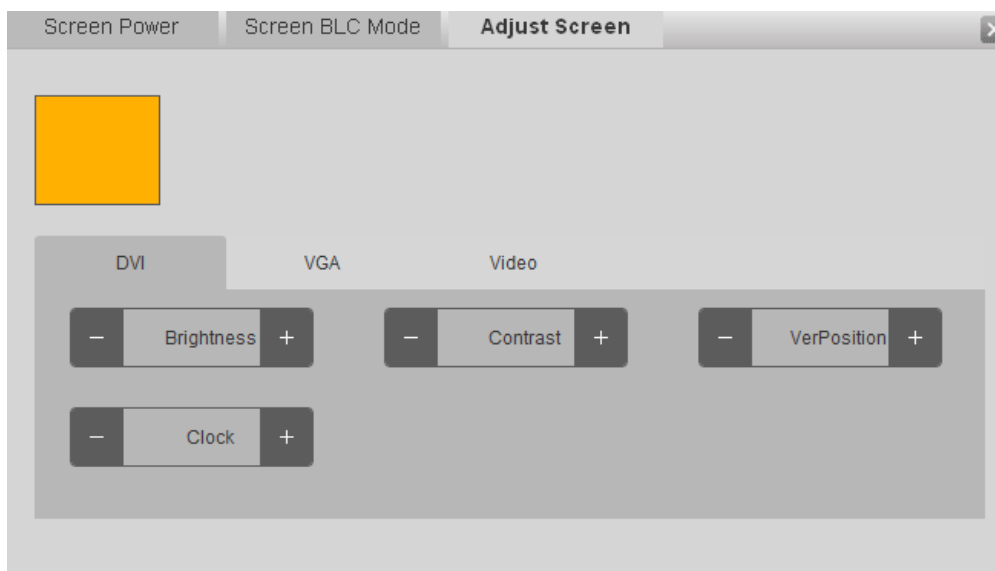 Screen Power Screen BLC Mode Adjust Screen
DVI VGA Video
− Brightness + − Contrast + − VerPosition +
− Clock +